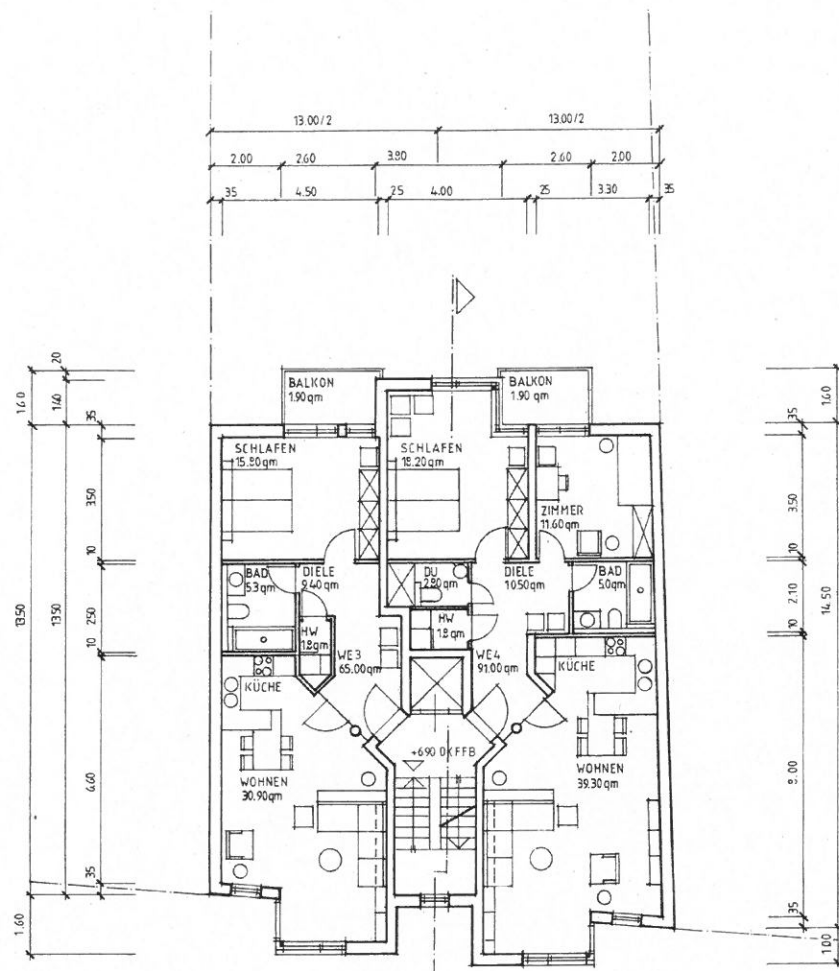 13.00/2 13.00/2
2.00 2.60 3.80 2.60 2.00
35 4.50 25 4.00 25 3.30 35
20
1.60
1.40
35
3.50
10
13.50
13.50
2.50
10
6.60
35
1.60
1.60
35
3.50
10
14.50
2.10
10
8.00
35
1.00
BALKON
1.90 qm
BALKON
1.90 qm
SCHLAFEN
15.80 qm
SCHLAFEN
18.20 qm
ZIMMER
11.60 qm
BAD
5.3 qm
DIELE
9.40 qm
DU
2.80 qm
DIELE
10.50 qm
BAD
5.0 qm
HW
1.8 qm
HW
1.8 qm
WE 3
65.00 qm
WE 4
91.00 qm
KÜCHE
KÜCHE
+6.90 OKFFB
WOHNEN
30.90 qm
WOHNEN
39.30 qm